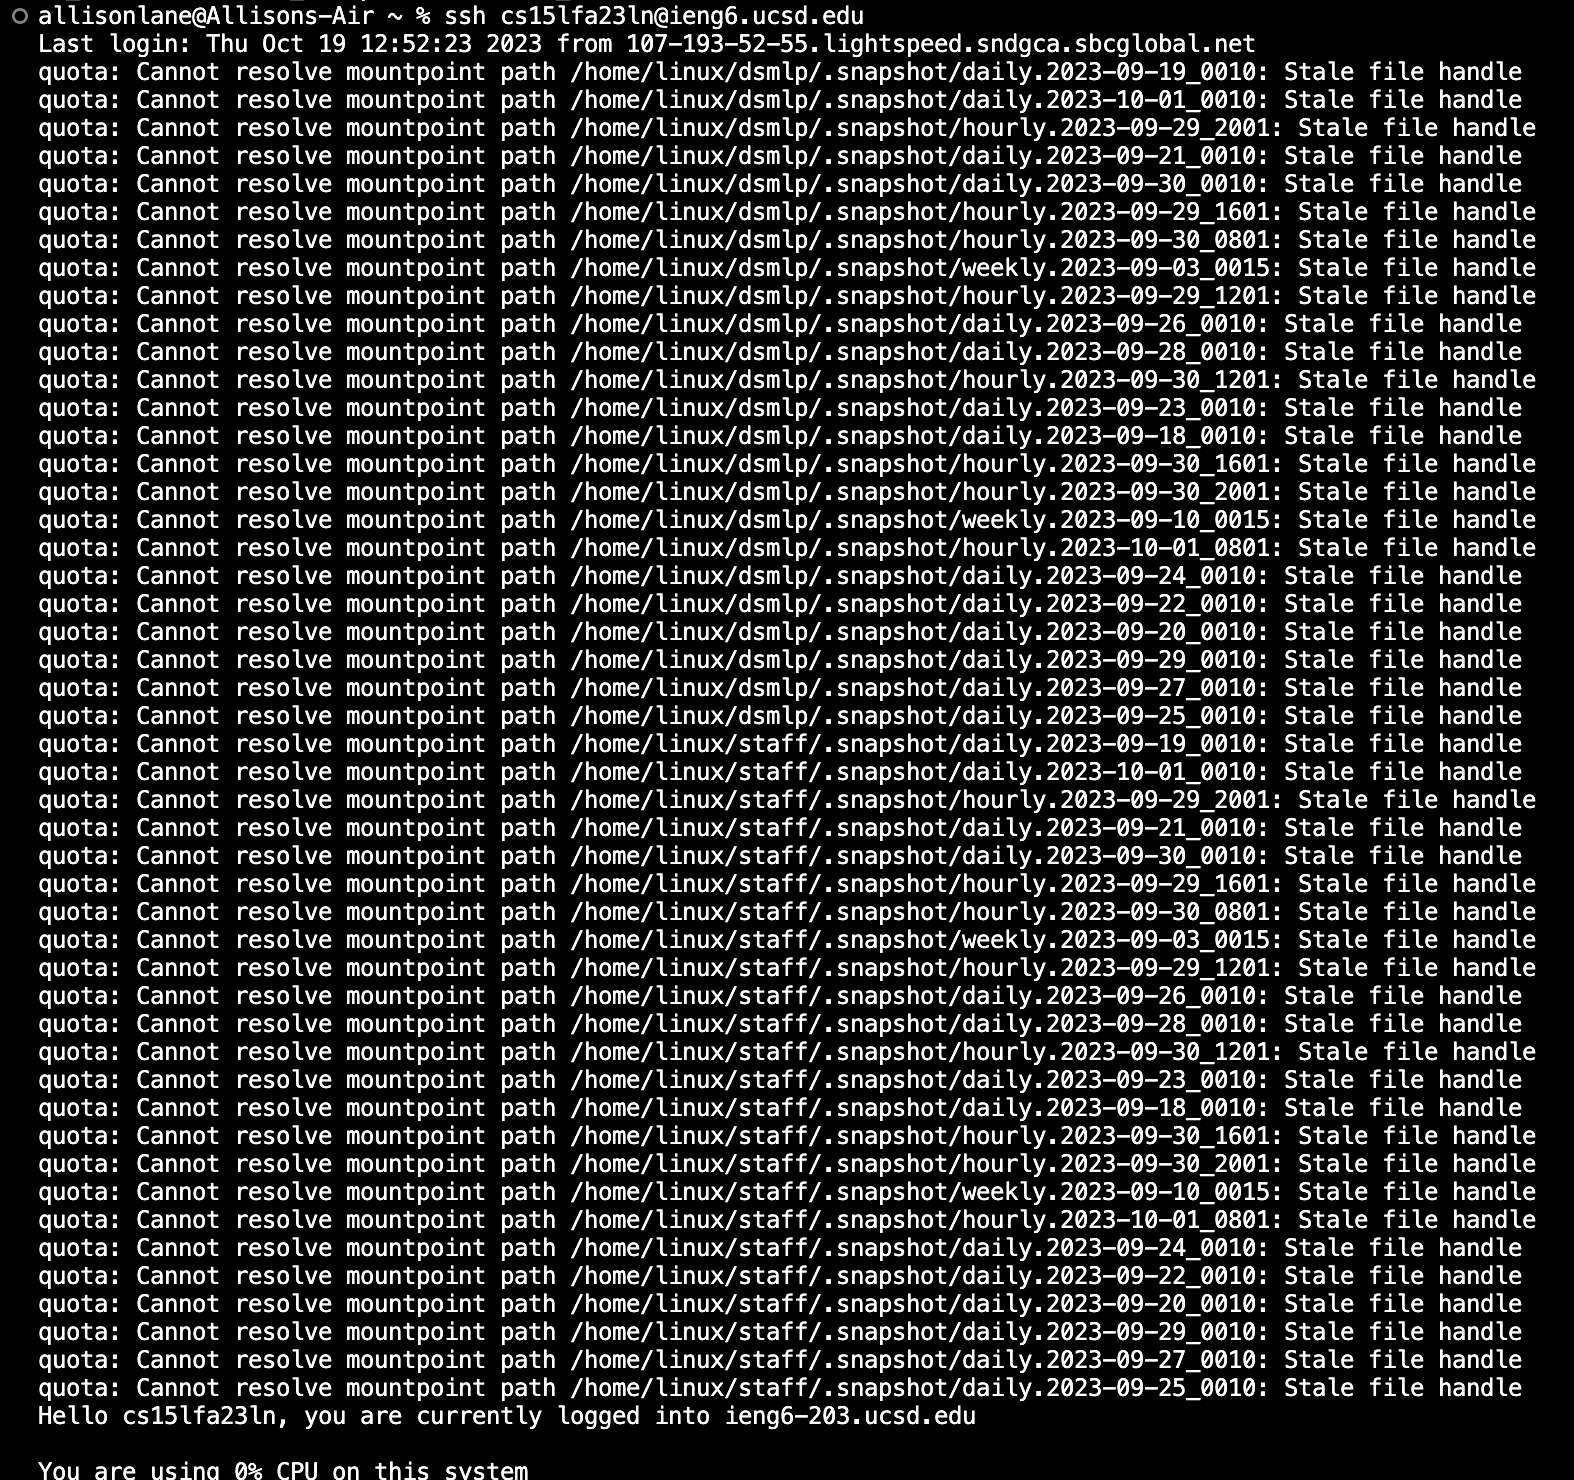 allisonlane@Allisons-Air ~ % ssh cs15lfa23ln@ieng6.ucsd.edu
Last login: Thu Oct 19 12:52:23 2023 from 107-193-52-55.lightspeed.sndgca.sbcglobal.net
quota: Cannot resolve mountpoint path /home/linux/dsmlp/.snapshot/daily.2023-09-19_0010: Stale file handle
quota: Cannot resolve mountpoint path /home/linux/dsmlp/.snapshot/daily.2023-10-01_0010: Stale file handle
quota: Cannot resolve mountpoint path /home/linux/dsmlp/.snapshot/hourly.2023-09-29_2001: Stale file handle
quota: Cannot resolve mountpoint path /home/linux/dsmlp/.snapshot/daily.2023-09-21_0010: Stale file handle
quota: Cannot resolve mountpoint path /home/linux/dsmlp/.snapshot/daily.2023-09-30_0010: Stale file handle
quota: Cannot resolve mountpoint path /home/linux/dsmlp/.snapshot/hourly.2023-09-29_1601: Stale file handle
quota: Cannot resolve mountpoint path /home/linux/dsmlp/.snapshot/hourly.2023-09-30_0801: Stale file handle
quota: Cannot resolve mountpoint path /home/linux/dsmlp/.snapshot/weekly.2023-09-03_0015: Stale file handle
quota: Cannot resolve mountpoint path /home/linux/dsmlp/.snapshot/hourly.2023-09-29_1201: Stale file handle
quota: Cannot resolve mountpoint path /home/linux/dsmlp/.snapshot/daily.2023-09-26_0010: Stale file handle
quota: Cannot resolve mountpoint path /home/linux/dsmlp/.snapshot/daily.2023-09-28_0010: Stale file handle
quota: Cannot resolve mountpoint path /home/linux/dsmlp/.snapshot/hourly.2023-09-30_1201: Stale file handle
quota: Cannot resolve mountpoint path /home/linux/dsmlp/.snapshot/daily.2023-09-23_0010: Stale file handle
quota: Cannot resolve mountpoint path /home/linux/dsmlp/.snapshot/daily.2023-09-18_0010: Stale file handle
quota: Cannot resolve mountpoint path /home/linux/dsmlp/.snapshot/hourly.2023-09-30_1601: Stale file handle
quota: Cannot resolve mountpoint path /home/linux/dsmlp/.snapshot/hourly.2023-09-30_2001: Stale file handle
quota: Cannot resolve mountpoint path /home/linux/dsmlp/.snapshot/weekly.2023-09-10_0015: Stale file handle
quota: Cannot resolve mountpoint path /home/linux/dsmlp/.snapshot/hourly.2023-10-01_0801: Stale file handle
quota: Cannot resolve mountpoint path /home/linux/dsmlp/.snapshot/daily.2023-09-24_0010: Stale file handle
quota: Cannot resolve mountpoint path /home/linux/dsmlp/.snapshot/daily.2023-09-22_0010: Stale file handle
quota: Cannot resolve mountpoint path /home/linux/dsmlp/.snapshot/daily.2023-09-20_0010: Stale file handle
quota: Cannot resolve mountpoint path /home/linux/dsmlp/.snapshot/daily.2023-09-29_0010: Stale file handle
quota: Cannot resolve mountpoint path /home/linux/dsmlp/.snapshot/daily.2023-09-27_0010: Stale file handle
quota: Cannot resolve mountpoint path /home/linux/dsmlp/.snapshot/daily.2023-09-25_0010: Stale file handle
quota: Cannot resolve mountpoint path /home/linux/staff/.snapshot/daily.2023-09-19_0010: Stale file handle
quota: Cannot resolve mountpoint path /home/linux/staff/.snapshot/daily.2023-10-01_0010: Stale file handle
quota: Cannot resolve mountpoint path /home/linux/staff/.snapshot/hourly.2023-09-29_2001: Stale file handle
quota: Cannot resolve mountpoint path /home/linux/staff/.snapshot/daily.2023-09-21_0010: Stale file handle
quota: Cannot resolve mountpoint path /home/linux/staff/.snapshot/daily.2023-09-30_0010: Stale file handle
quota: Cannot resolve mountpoint path /home/linux/staff/.snapshot/hourly.2023-09-29_1601: Stale file handle
quota: Cannot resolve mountpoint path /home/linux/staff/.snapshot/hourly.2023-09-30_0801: Stale file handle
quota: Cannot resolve mountpoint path /home/linux/staff/.snapshot/weekly.2023-09-03_0015: Stale file handle
quota: Cannot resolve mountpoint path /home/linux/staff/.snapshot/hourly.2023-09-29_1201: Stale file handle
quota: Cannot resolve mountpoint path /home/linux/staff/.snapshot/daily.2023-09-26_0010: Stale file handle
quota: Cannot resolve mountpoint path /home/linux/staff/.snapshot/daily.2023-09-28_0010: Stale file handle
quota: Cannot resolve mountpoint path /home/linux/staff/.snapshot/hourly.2023-09-30_1201: Stale file handle
quota: Cannot resolve mountpoint path /home/linux/staff/.snapshot/daily.2023-09-23_0010: Stale file handle
quota: Cannot resolve mountpoint path /home/linux/staff/.snapshot/daily.2023-09-18_0010: Stale file handle
quota: Cannot resolve mountpoint path /home/linux/staff/.snapshot/hourly.2023-09-30_1601: Stale file handle
quota: Cannot resolve mountpoint path /home/linux/staff/.snapshot/hourly.2023-09-30_2001: Stale file handle
quota: Cannot resolve mountpoint path /home/linux/staff/.snapshot/weekly.2023-09-10_0015: Stale file handle
quota: Cannot resolve mountpoint path /home/linux/staff/.snapshot/hourly.2023-10-01_0801: Stale file handle
quota: Cannot resolve mountpoint path /home/linux/staff/.snapshot/daily.2023-09-24_0010: Stale file handle
quota: Cannot resolve mountpoint path /home/linux/staff/.snapshot/daily.2023-09-22_0010: Stale file handle
quota: Cannot resolve mountpoint path /home/linux/staff/.snapshot/daily.2023-09-20_0010: Stale file handle
quota: Cannot resolve mountpoint path /home/linux/staff/.snapshot/daily.2023-09-29_0010: Stale file handle
quota: Cannot resolve mountpoint path /home/linux/staff/.snapshot/daily.2023-09-27_0010: Stale file handle
quota: Cannot resolve mountpoint path /home/linux/staff/.snapshot/daily.2023-09-25_0010: Stale file handle
Hello cs15lfa23ln, you are currently logged into ieng6-203.ucsd.edu
You are using 0% CPU on this system